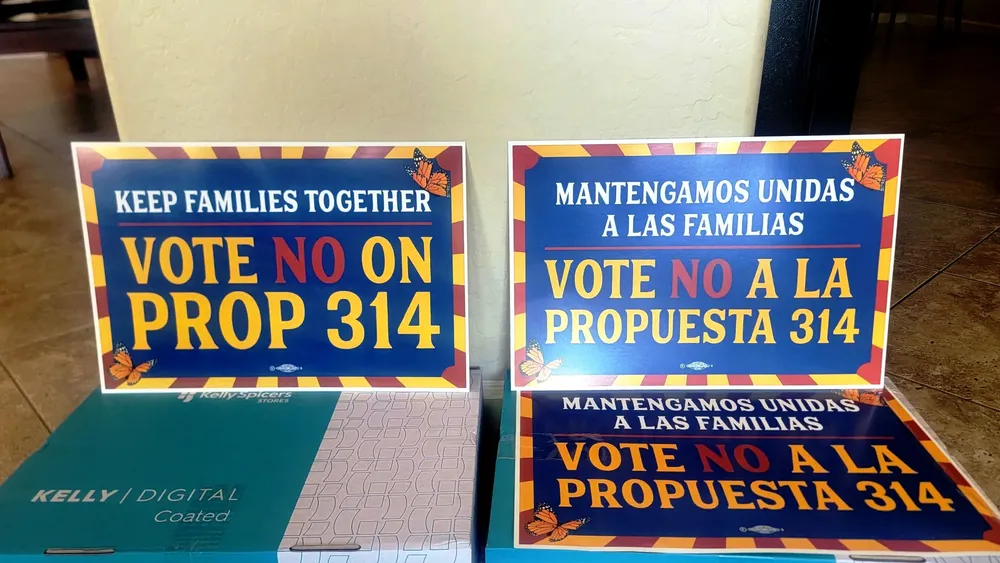 KEEP FAMILIES TOGETHER
VOTE NO ON
PROP 314
MANTENGAMOS UNIDAS
A LAS FAMILIAS
VOTE NO A LA
PROPUESTA 314
KellySpicers
STORES
KELLY | DIGITAL
Coated
MANTENGAMOS UNIDAS
A LAS FAMILIAS
VOTE NO A LA
PROPUESTA 314